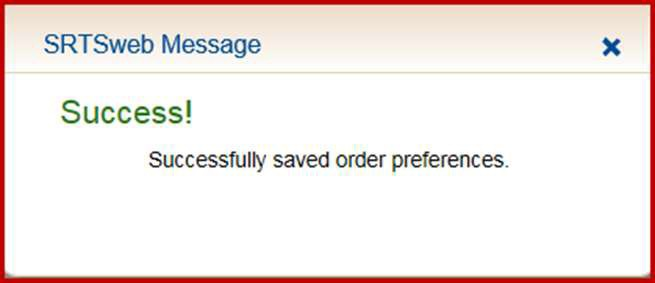 SRTSweb Message
Success!
Successfully saved order preferences.